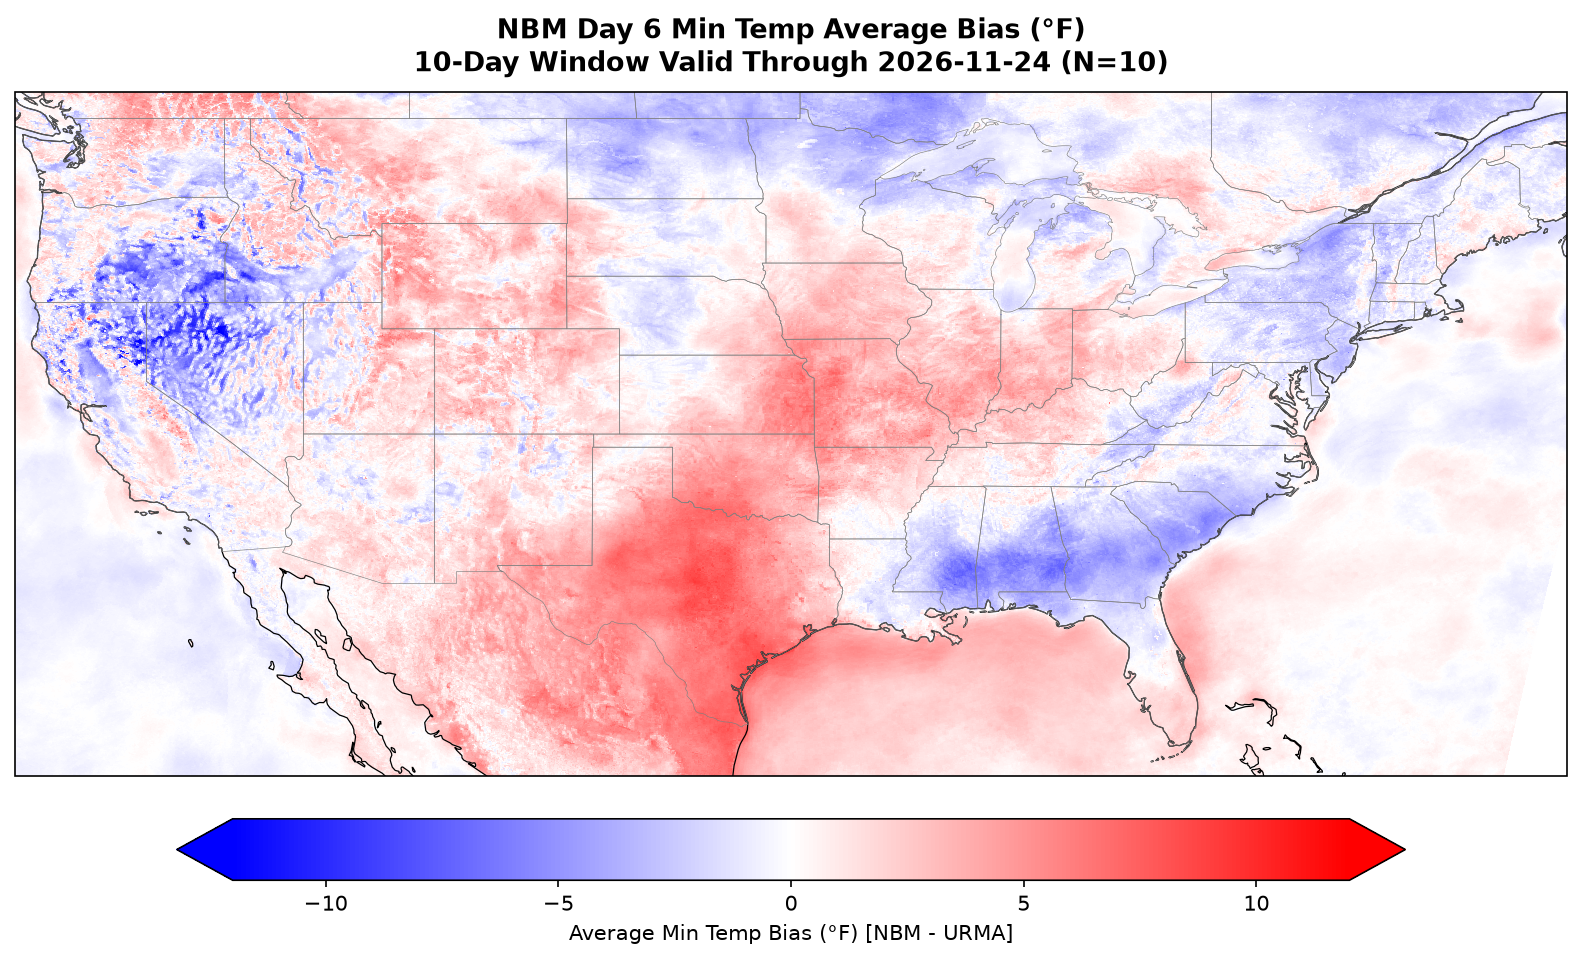 NBM Day 6 Min Temp Average Bias (°F)
10-Day Window Valid Through 2026-11-24 (N=10)
−10 −5 0 5 10
Average Min Temp Bias (°F) [NBM - URMA]